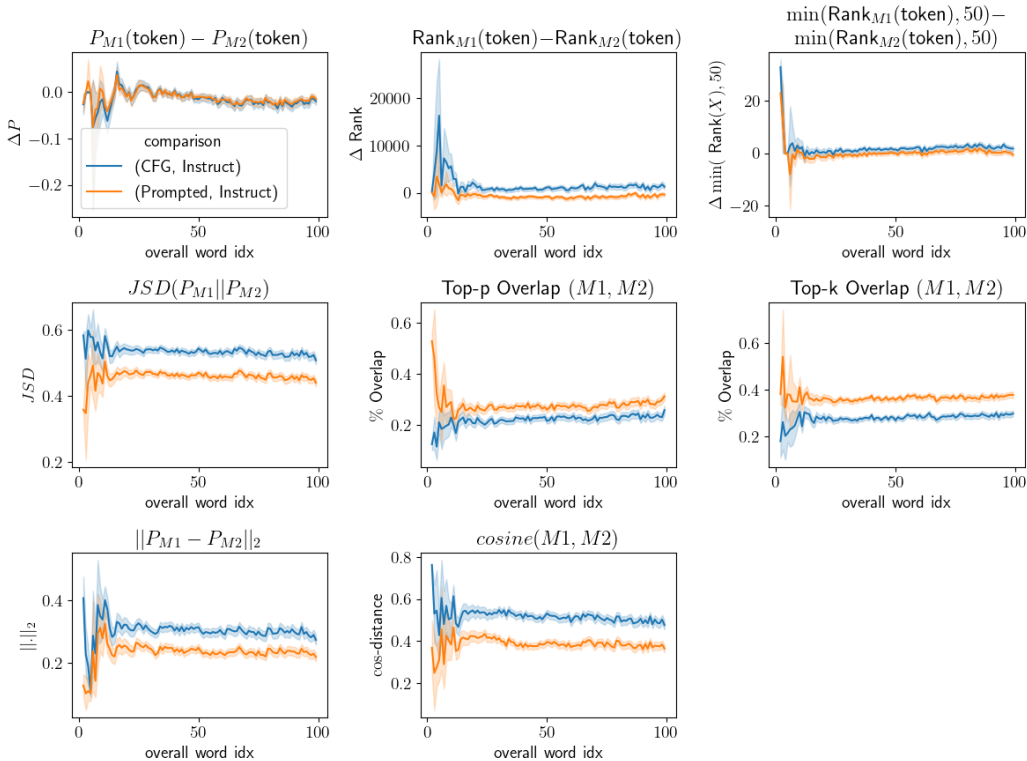 $P_{M1}$(token) − $P_{M2}$(token)
ΔP
0.0
−0.1
−0.2
comparison
(CFG, Instruct)
(Prompted, Instruct)
0 50 100
overall word idx
Rank$_{M1}$(token)−Rank$_{M2}$(token)
Δ Rank
20000
10000
0
0 50 100
overall word idx
min(Rank$_{M1}$(token), 50)−
min(Rank$_{M2}$(token), 50)
Δ min( Rank(X), 50)
20
0
−20
0 50 100
overall word idx
JSD($P_{M1}$||$P_{M2}$)
JSD
0.6
0.4
0.2
0 50 100
overall word idx
Top-p Overlap (M1, M2)
% Overlap
0.6
0.4
0.2
0 50 100
overall word idx
Top-k Overlap (M1, M2)
% Overlap
0.6
0.4
0.2
0 50 100
overall word idx
||$P_{M1}$ − $P_{M2}$||$_2$
||·||$_2$
0.4
0.2
0 50 100
overall word idx
cosine(M1, M2)
cos-distance
0.8
0.6
0.4
0.2
0 50 100
overall word idx